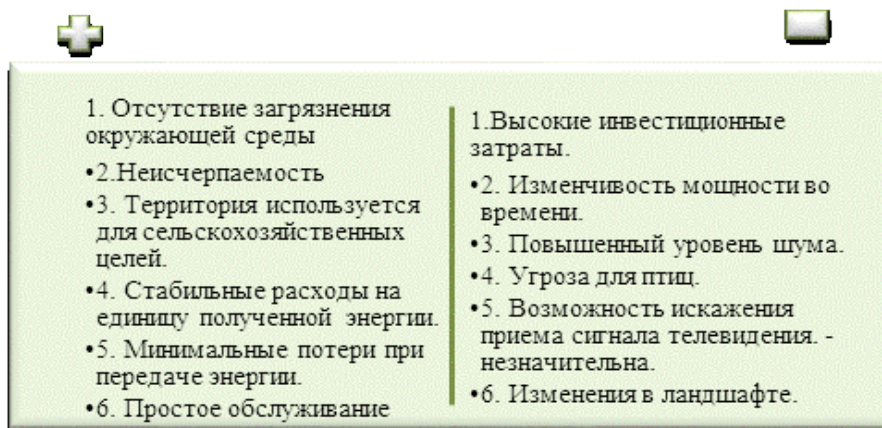 1. Отсутствие загрязнения
окружающей среды
•2.Неисчерпаемость
•3. Территория используется
для сельскохозяйственных
целей.
•4. Стабильные расходы на
единицу полученной энергии.
•5. Минимальные потери при
передаче энергии.
•6. Простое обслуживание
1.Высокие инвестиционные
затраты.
•2. Изменчивость мощности во
времени.
•3. Повышенный уровень шума.
•4. Угроза для птиц.
•5. Возможность искажения
приема сигнала телевидения. -
незначительна.
•6. Изменения в ландшафте.